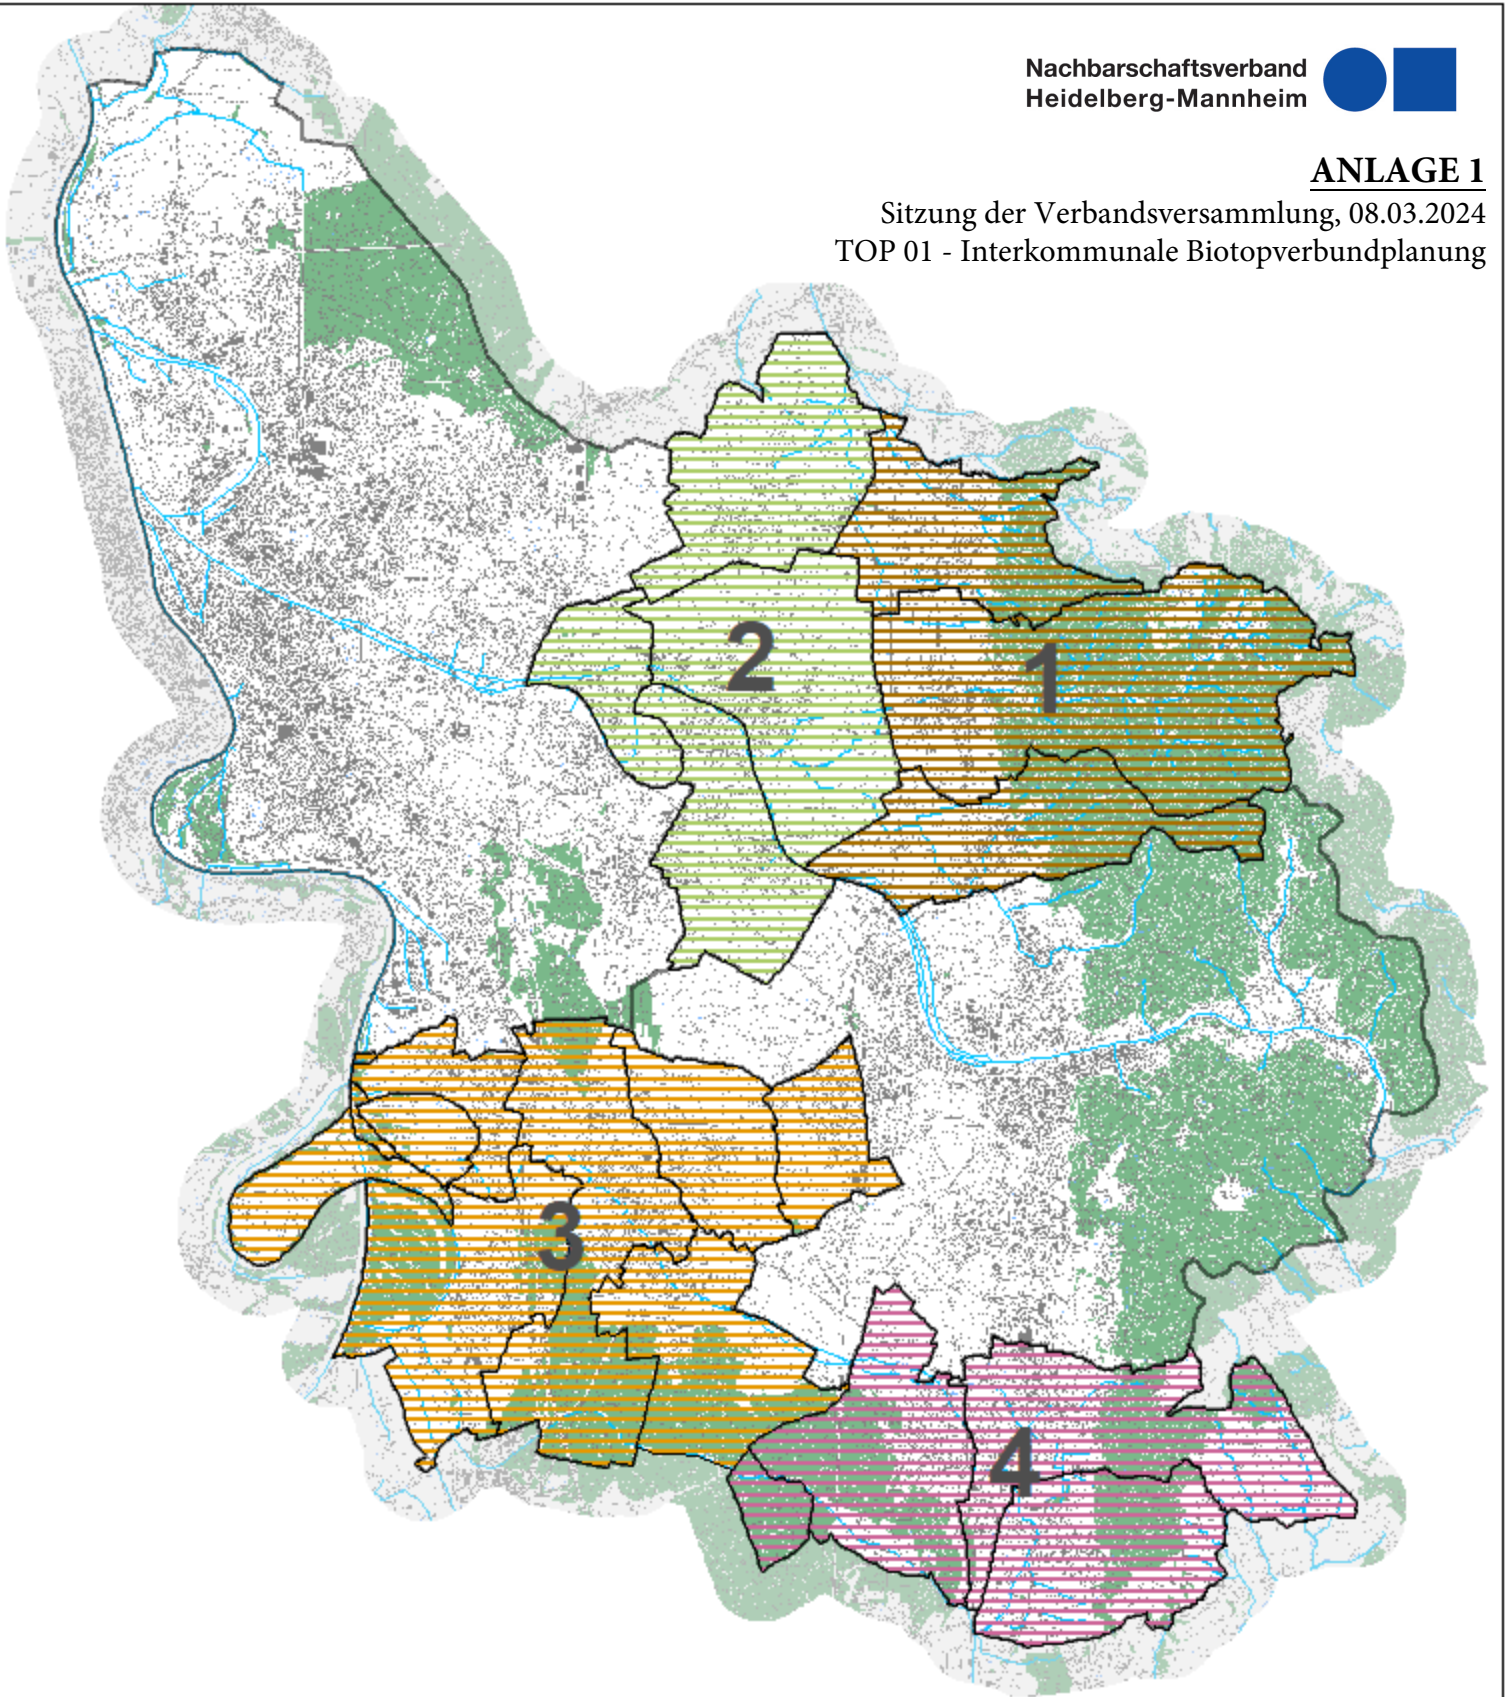 Nachbarschaftsverband
Heidelberg-Mannheim
ANLAGE 1
Sitzung der Verbandsversammlung, 08.03.2024
TOP 01 - Interkommunale Biotopverbundplanung
2
1
3
4